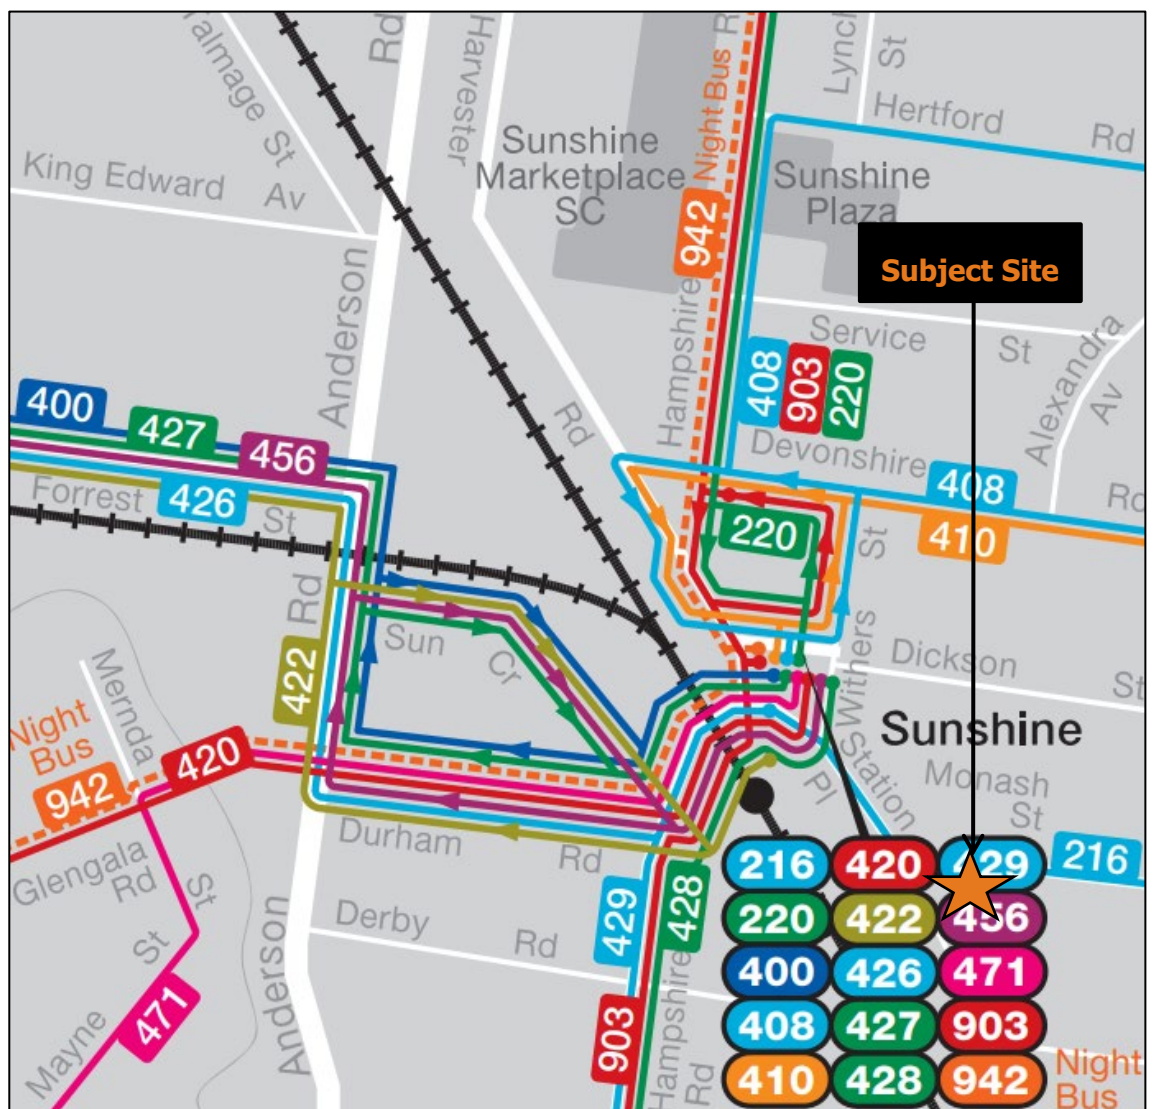 Talmage St
Rd
Harvester
Night Bus
R
Lynch
St
Hertford
Rd
King Edward
Av
Sunshine
Marketplace
SC
Sunshine
Plaza
942
Subject Site
Anderson
Hampshire
Service
St
Alexandra
Av
400
427
456
408
903
220
Rd
Devonshire
408
Rd
Forrest
426
St
220
St
410
Rd
Sun
Cr
Withers
Dickson
St
422
Mernda
Night
Bus
942
420
Sunshine
Station
Pl
Monash
St
Durham
Rd
Glengala
Rd
St
216
420
429
216
220
422
456
429
428
Derby
Rd
400
426
471
St
471
Mayne
Anderson
903
Hampshire
Rd
408
427
903
410
428
942
Night
Bus